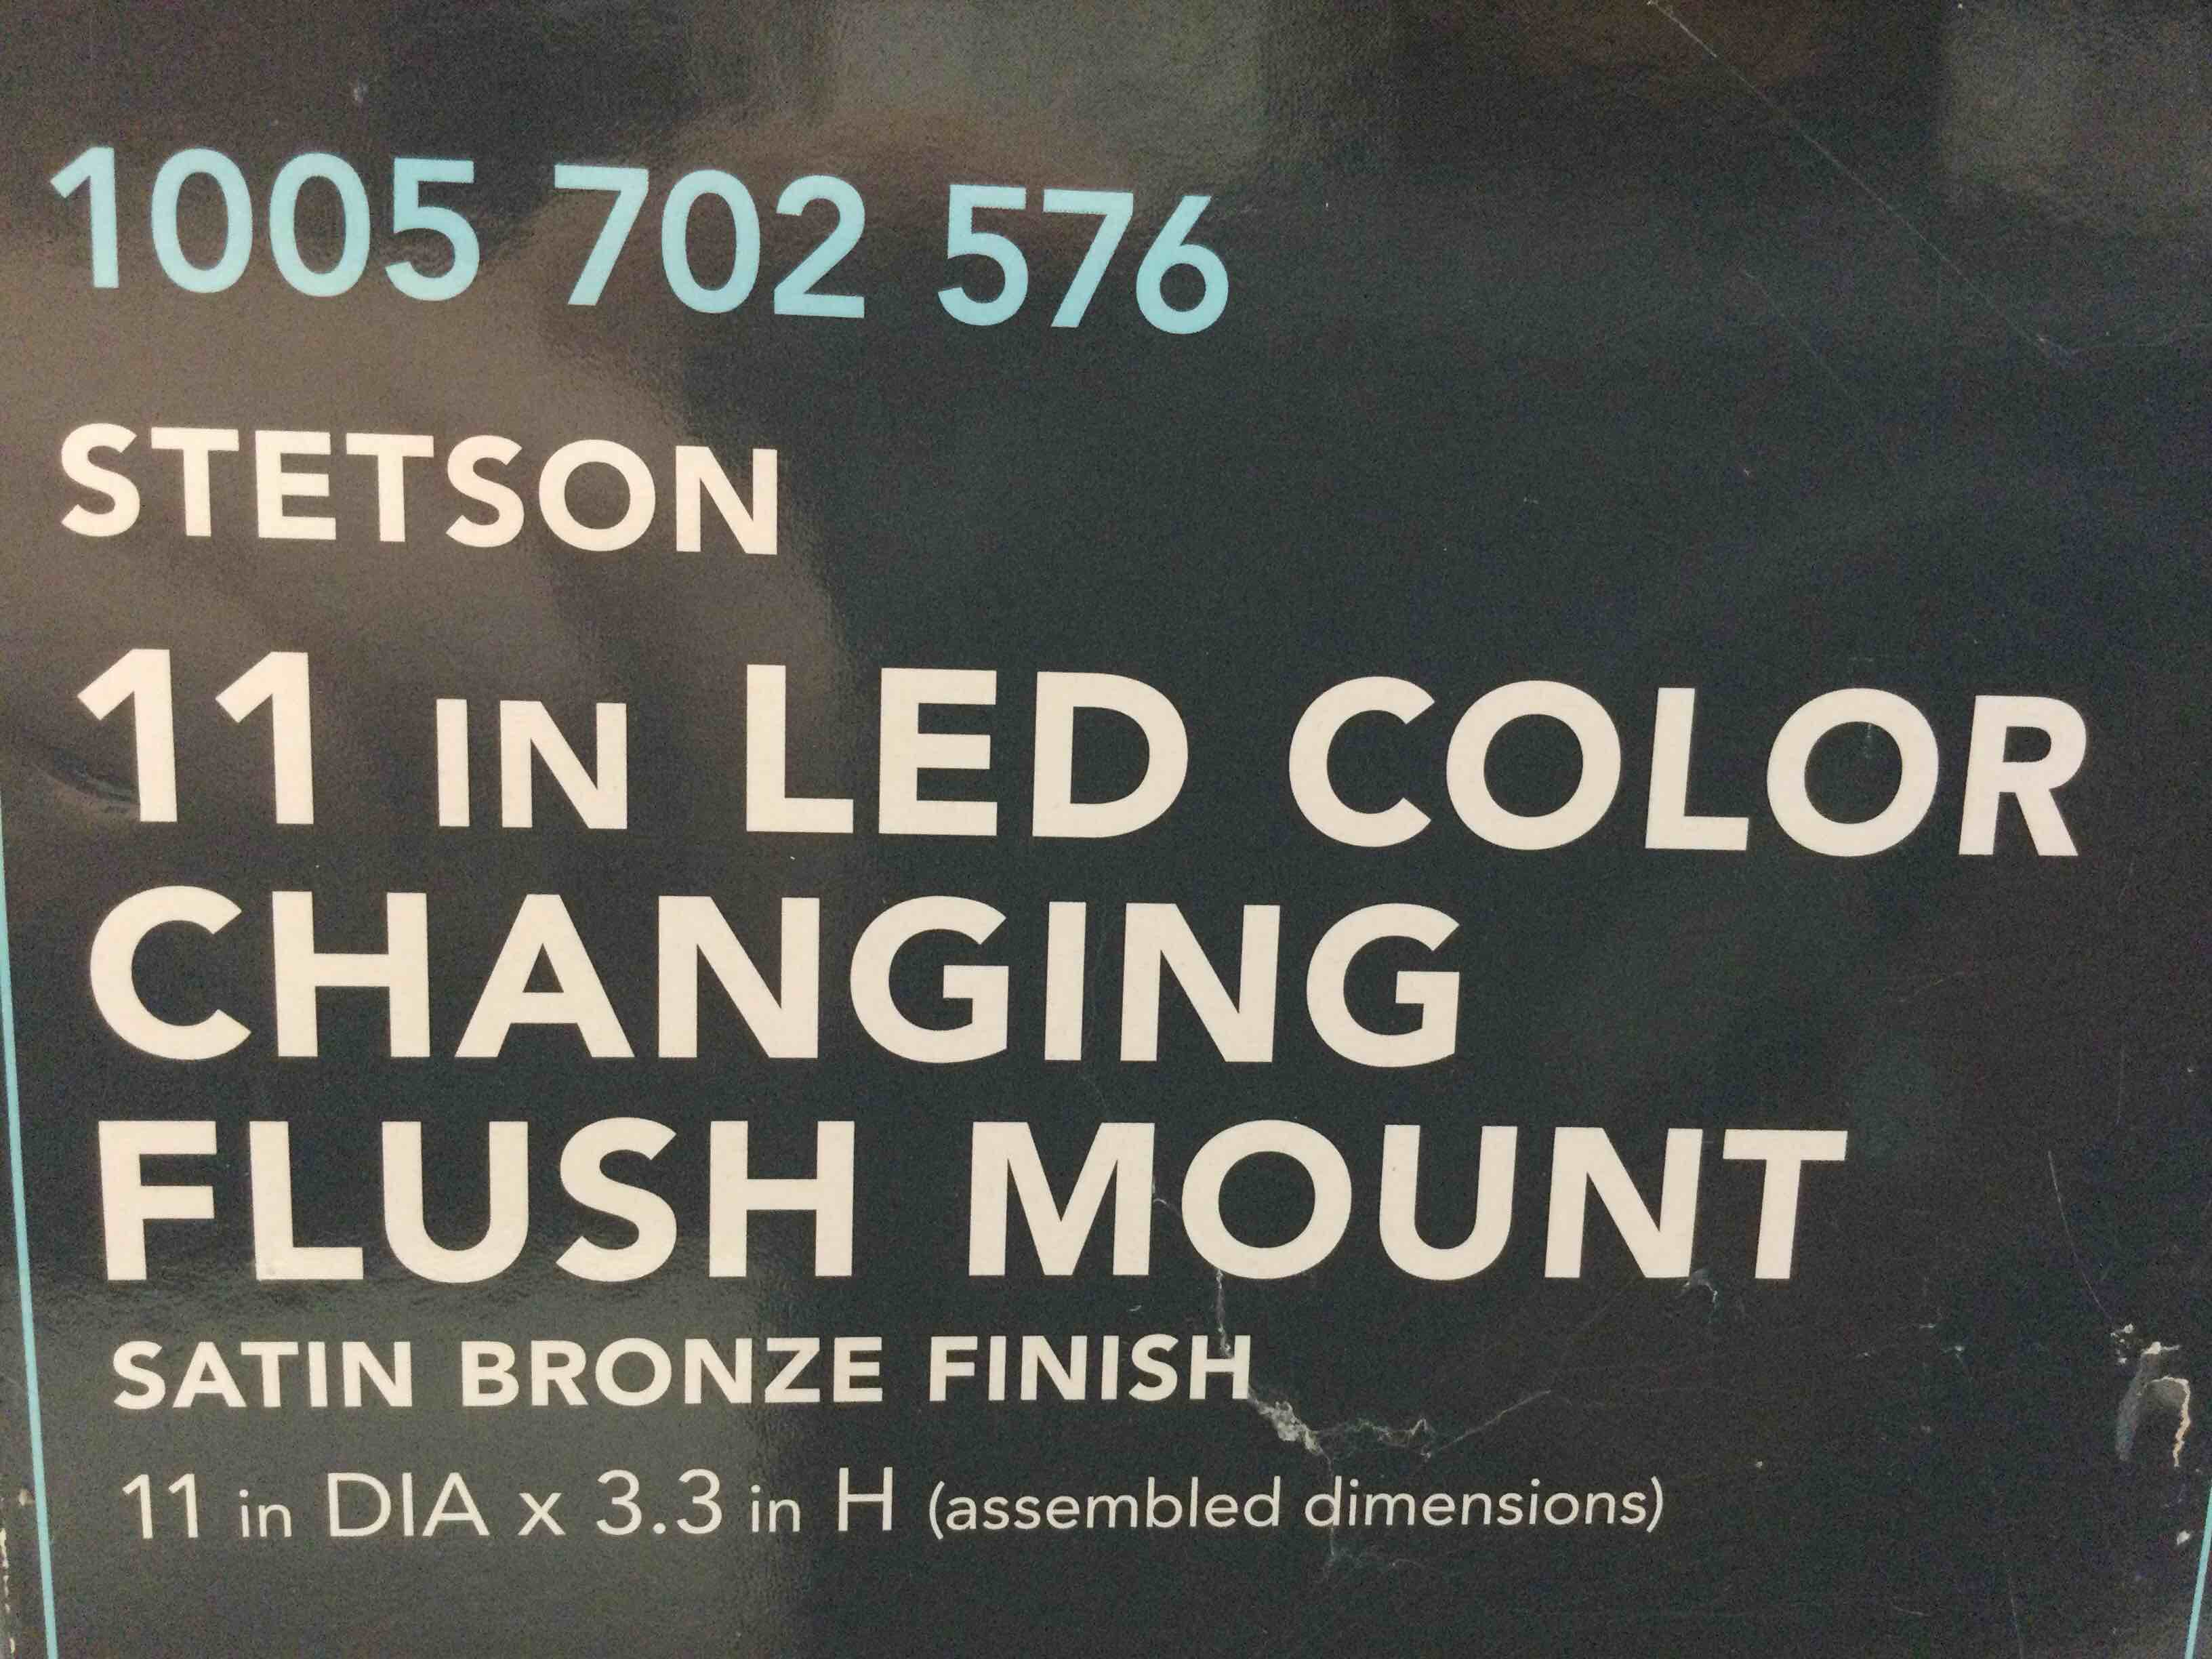 1005 702 576
STETSON
11 IN LED COLOR
CHANGING
FLUSH MOUNT
SATIN BRONZE FINISH
11 in DIA x 3.3 in H (assembled dimensions)